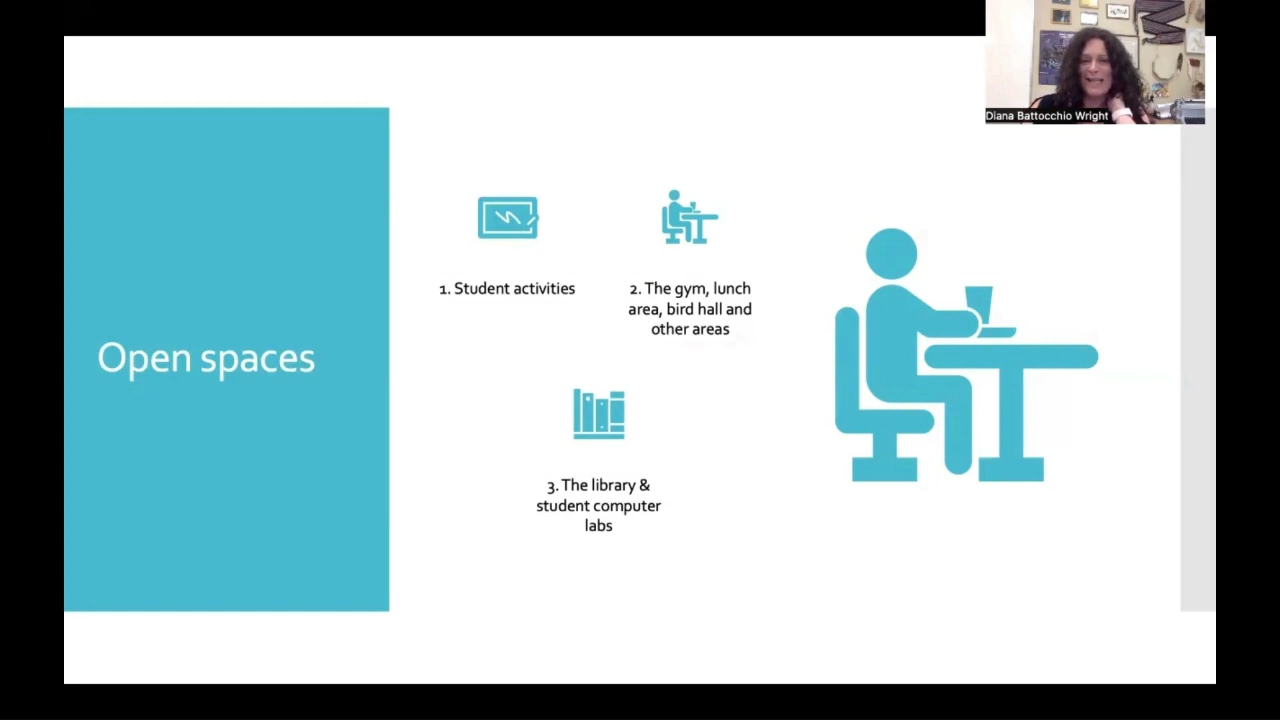 Diana Battocchio Wright
Open spaces
1. Student activities
2. The gym, lunch
area, bird hall and
other areas
3. The library &
student computer
labs